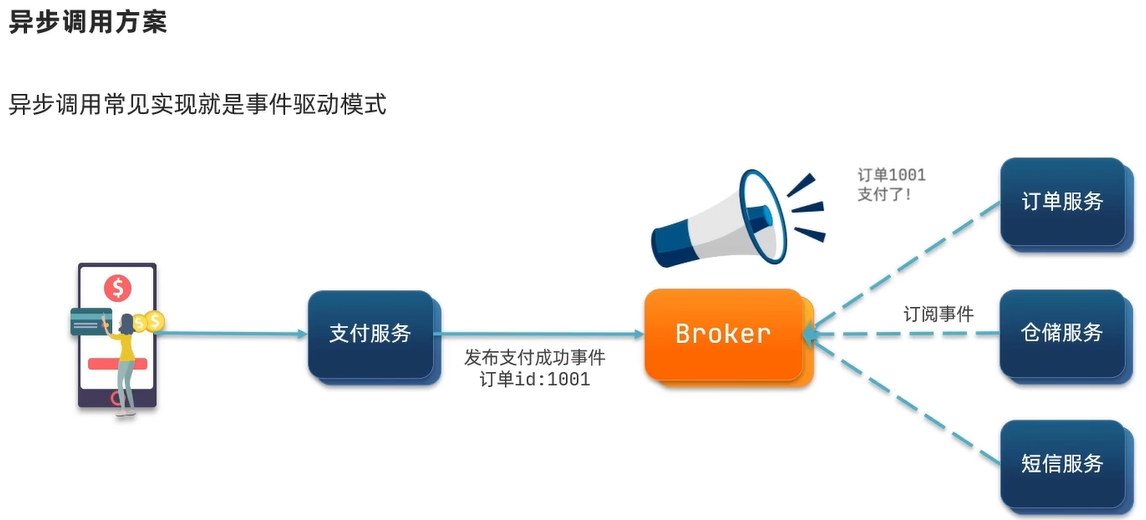 异步调用方案
异步调用常见实现就是事件驱动模式
订单1001
支付了!
订单服务
$
$
$
支付服务
发布支付成功事件
订单id:1001
Broker
订阅事件
仓储服务
短信服务